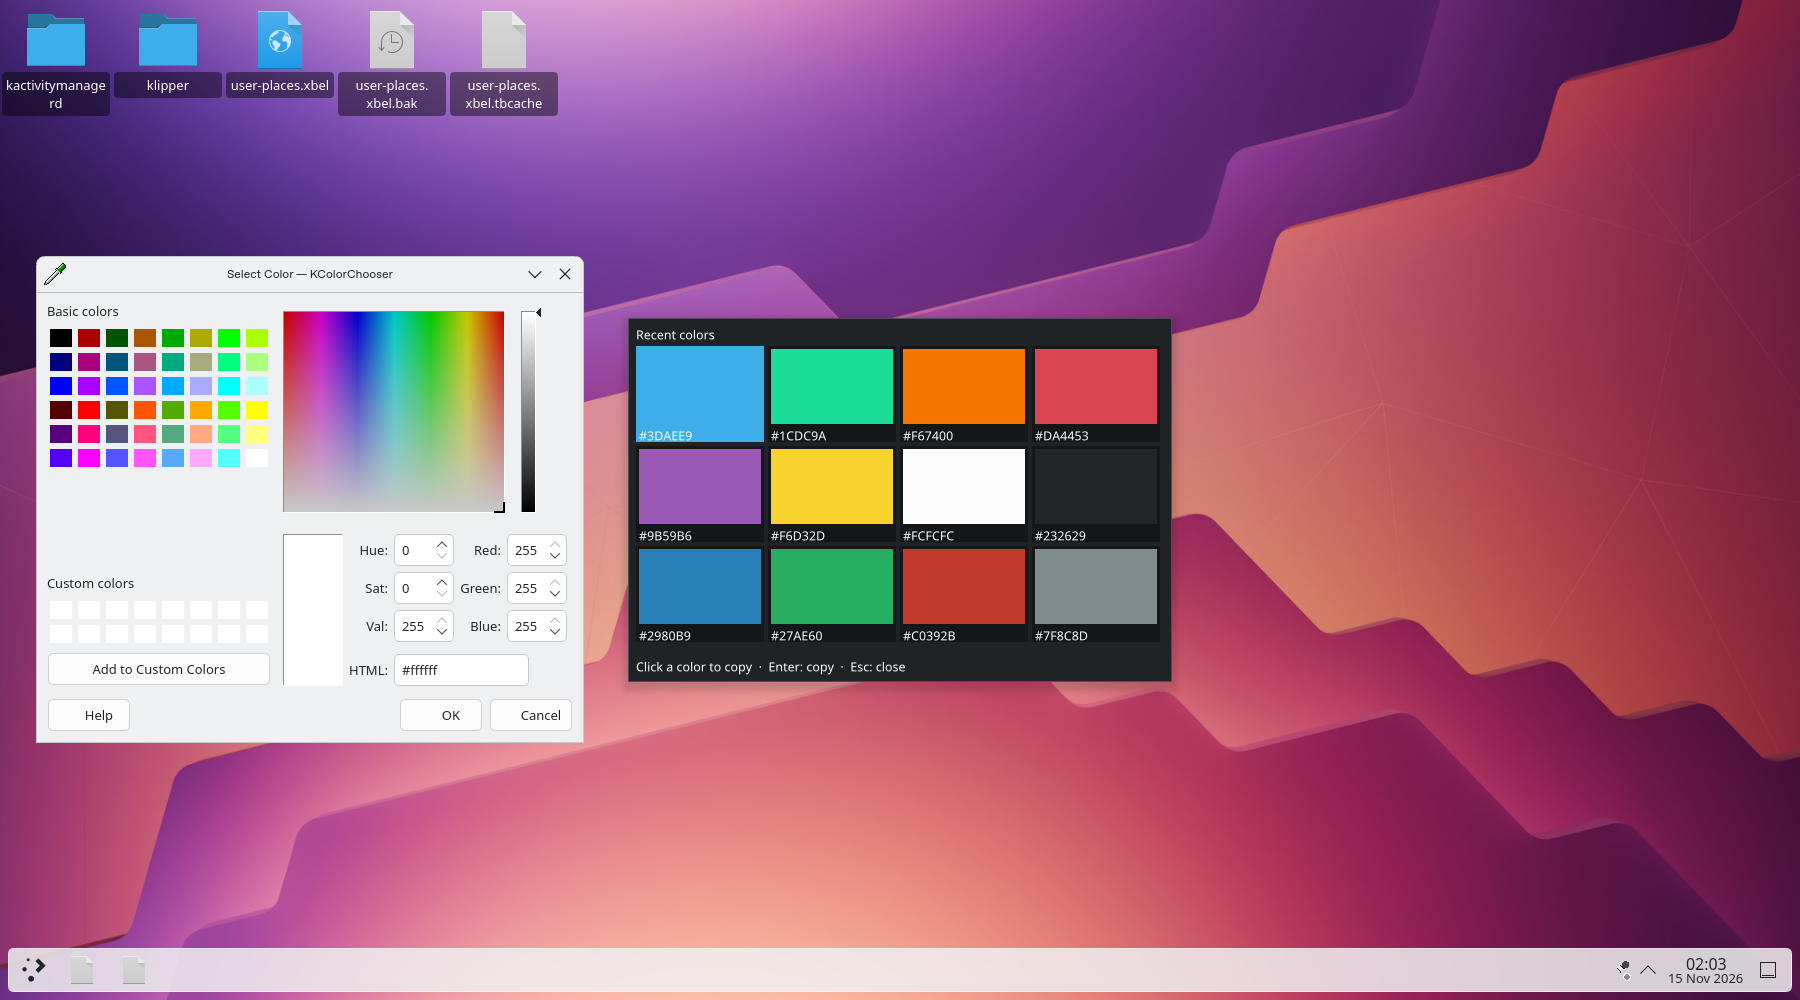 kactivitymanage
rd
klipper
user-places.xbel
user-places.
xbel.bak
user-places.
xbel.tbcache
Select Color — KColorChooser
Basic colors
Custom colors
Add to Custom Colors
Hue: 0
Red: 255
Sat: 0
Green: 255
Val: 255
Blue: 255
HTML: #ffffff
Help
OK
Cancel
Recent colors
#3DAEE9
#1CDC9A
#F67400
#DA4453
#9B59B6
#F6D32D
#FCFCFC
#232629
#2980B9
#27AE60
#C0392B
#7F8C8D
Click a color to copy · Enter: copy · Esc: close
02:03
15 Nov 2026